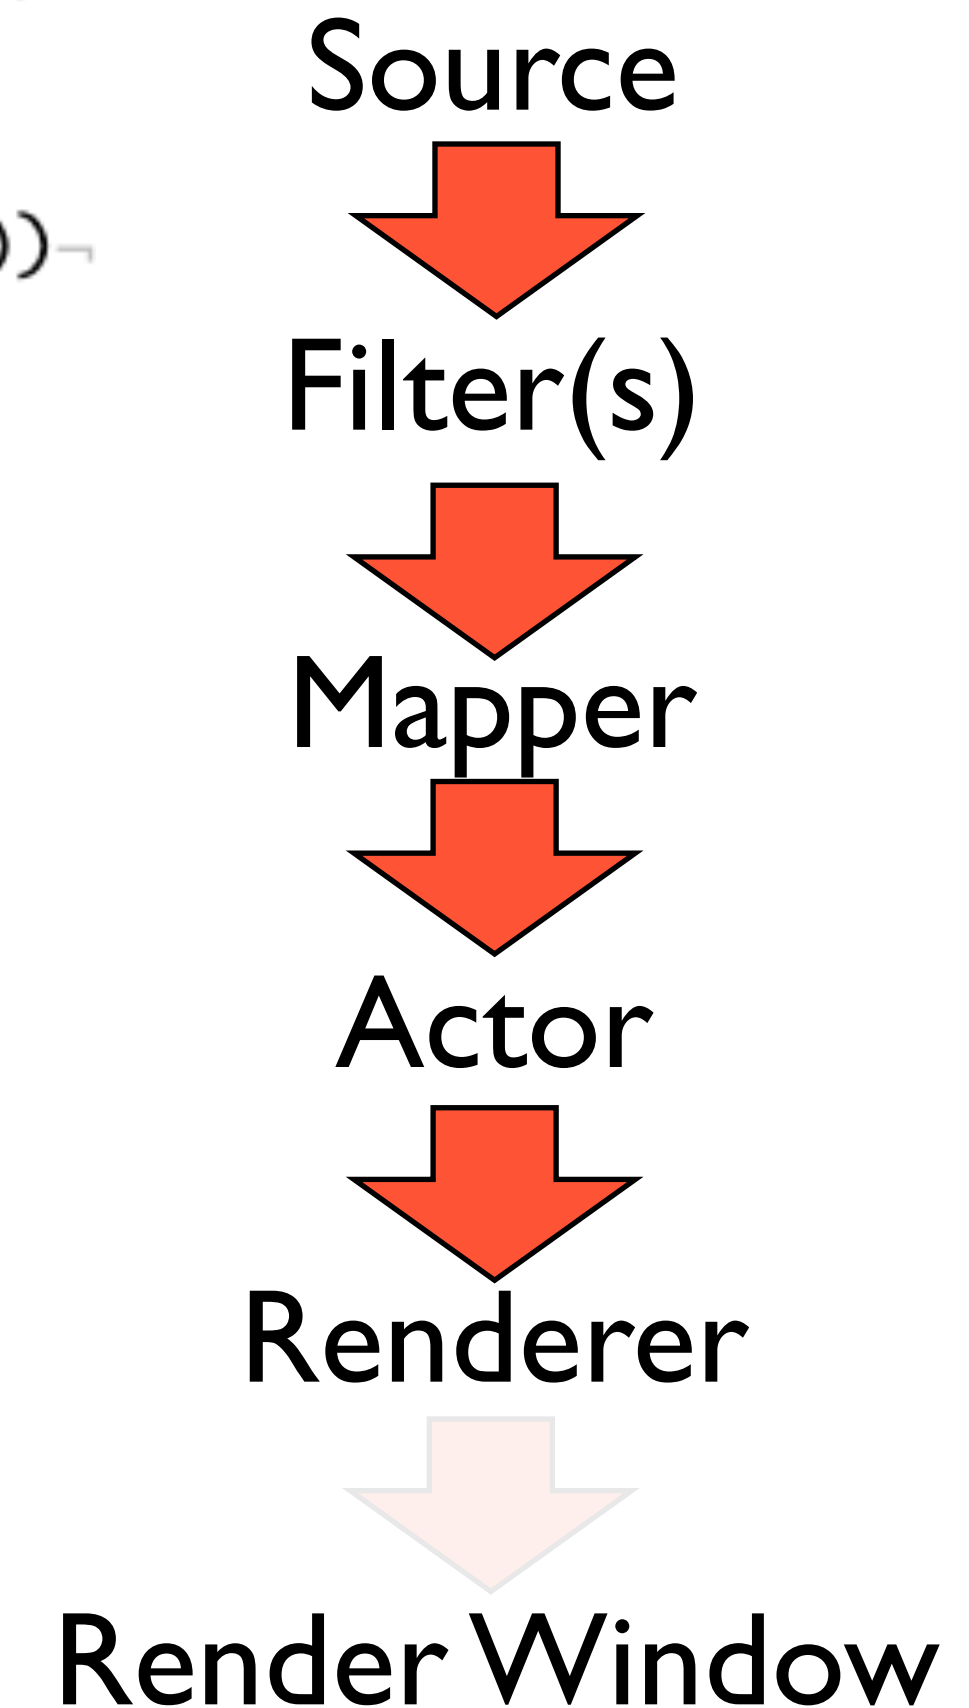 Source
))¬
Filter(s)
Mapper
Actor
Renderer
Render Window